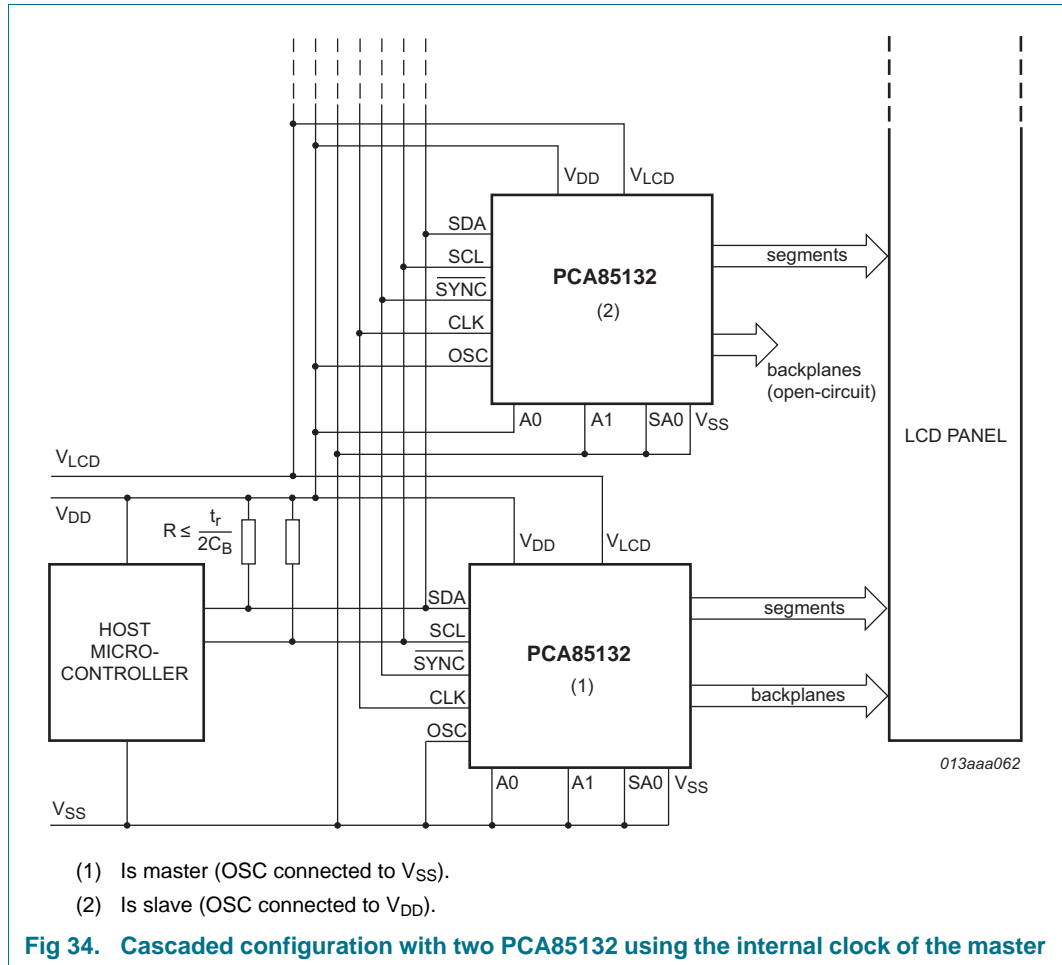 VDD
VLCD
SDA
SCL
SYNC
CLK
OSC
PCA85132
(2)
segments
backplanes
(open-circuit)
A0
A1
SA0
VSS
LCD PANEL
VLCD
VDD
R ≤ tr
2CB
VDD
VLCD
HOST
MICRO-
CONTROLLER
SDA
SCL
SYNC
CLK
OSC
PCA85132
(1)
segments
backplanes
A0
A1
SA0
VSS
VSS
013aaa062
(1) Is master (OSC connected to VSS).
(2) Is slave (OSC connected to VDD).
Fig 34. Cascaded configuration with two PCA85132 using the internal clock of the master